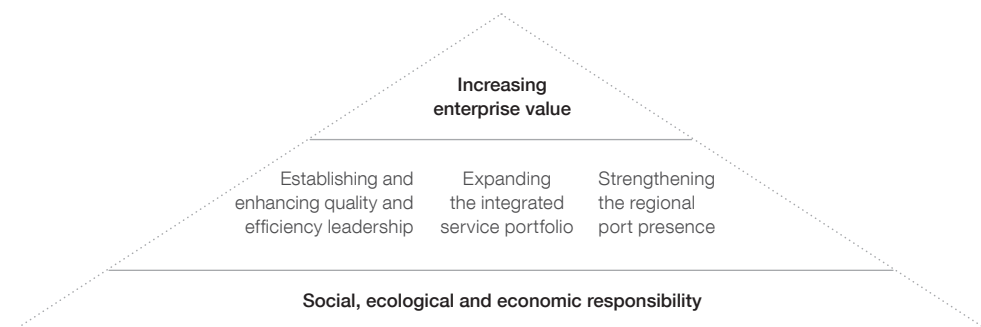 Increasing
enterprise value
Establishing and
enhancing quality and
efficiency leadership
Expanding
the integrated
service portfolio
Strengthening
the regional
port presence
Social, ecological and economic responsibility